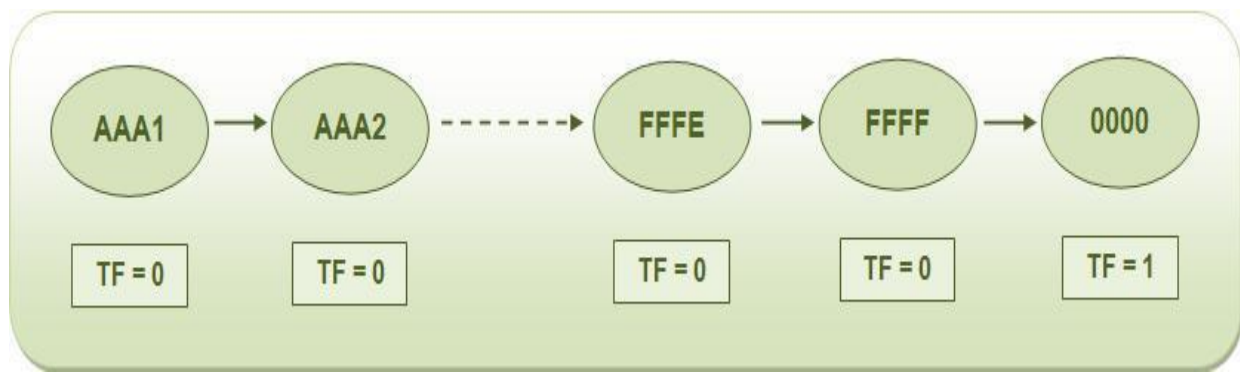 AAA1 AAA2 FFFE FFFF 0000
TF = 0 TF = 0 TF = 0 TF = 0 TF = 1